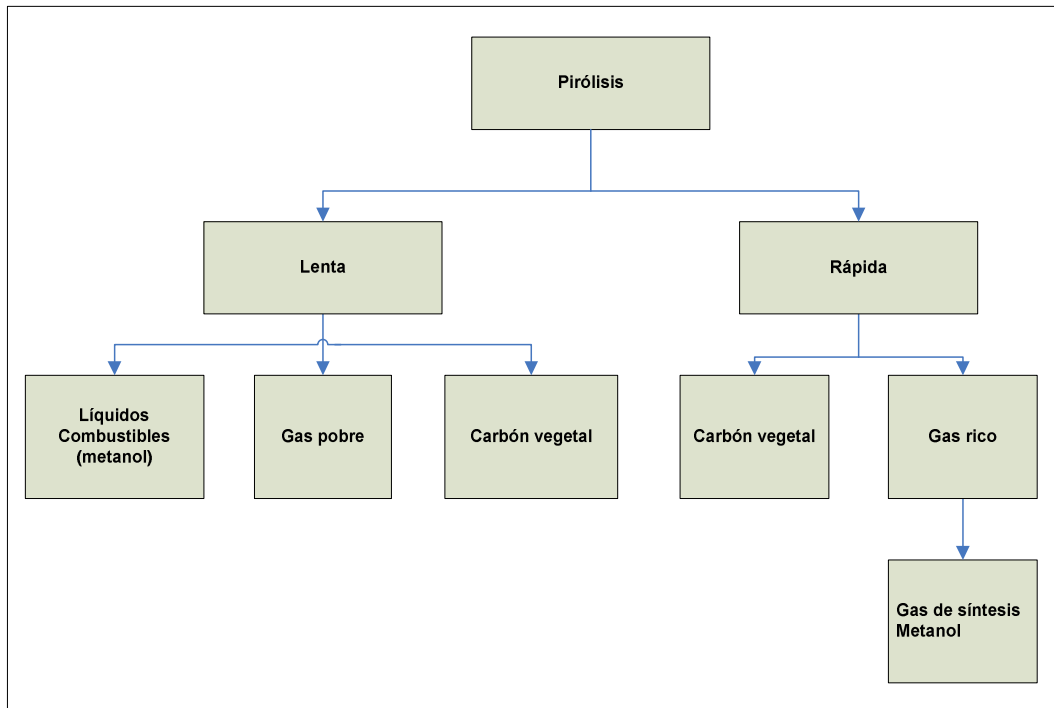 Pirólisis
Lenta
Rápida
Líquidos
Combustibles
(metanol)
Gas pobre
Carbón vegetal
Carbón vegetal
Gas rico
Gas de síntesis
Metanol